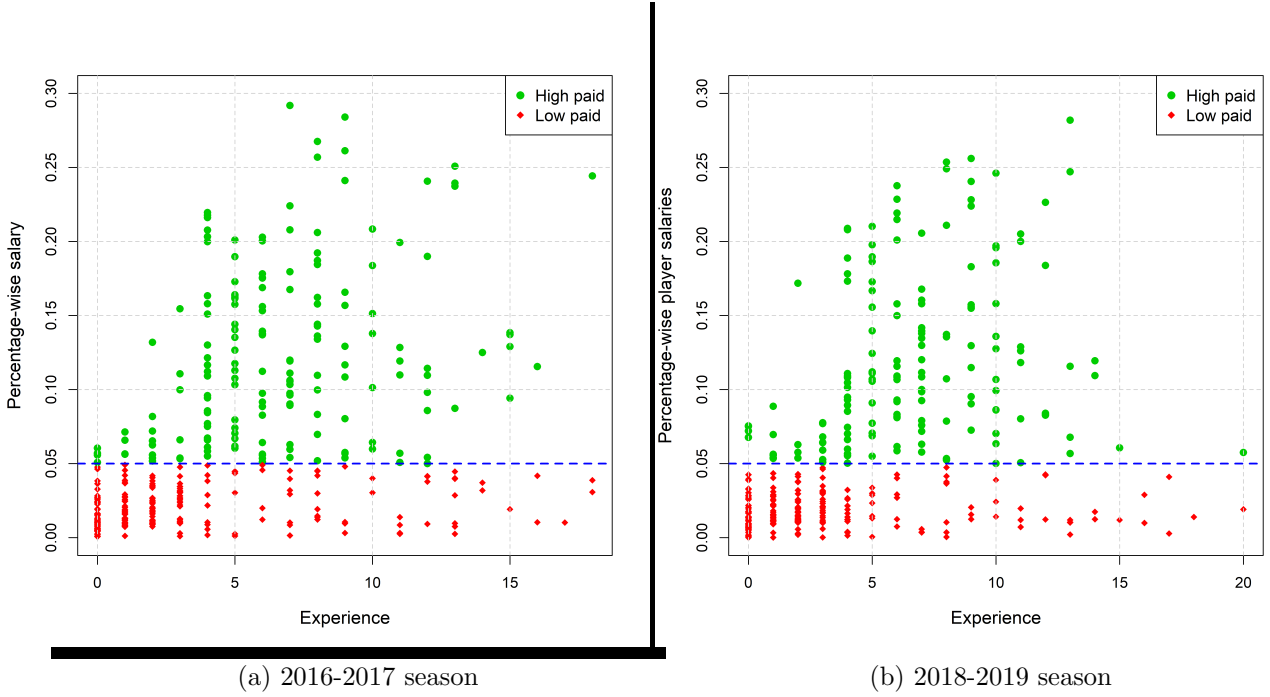 Percentage-wise salary
0.30
0.25
0.20
0.15
0.10
0.05
0.00
High paid
Low paid
0 5 10 15
Experience
(a) 2016-2017 season
Percentage-wise player salaries
0.30
0.25
0.20
0.15
0.10
0.05
0.00
High paid
Low paid
0 5 10 15 20
Experience
(b) 2018-2019 season